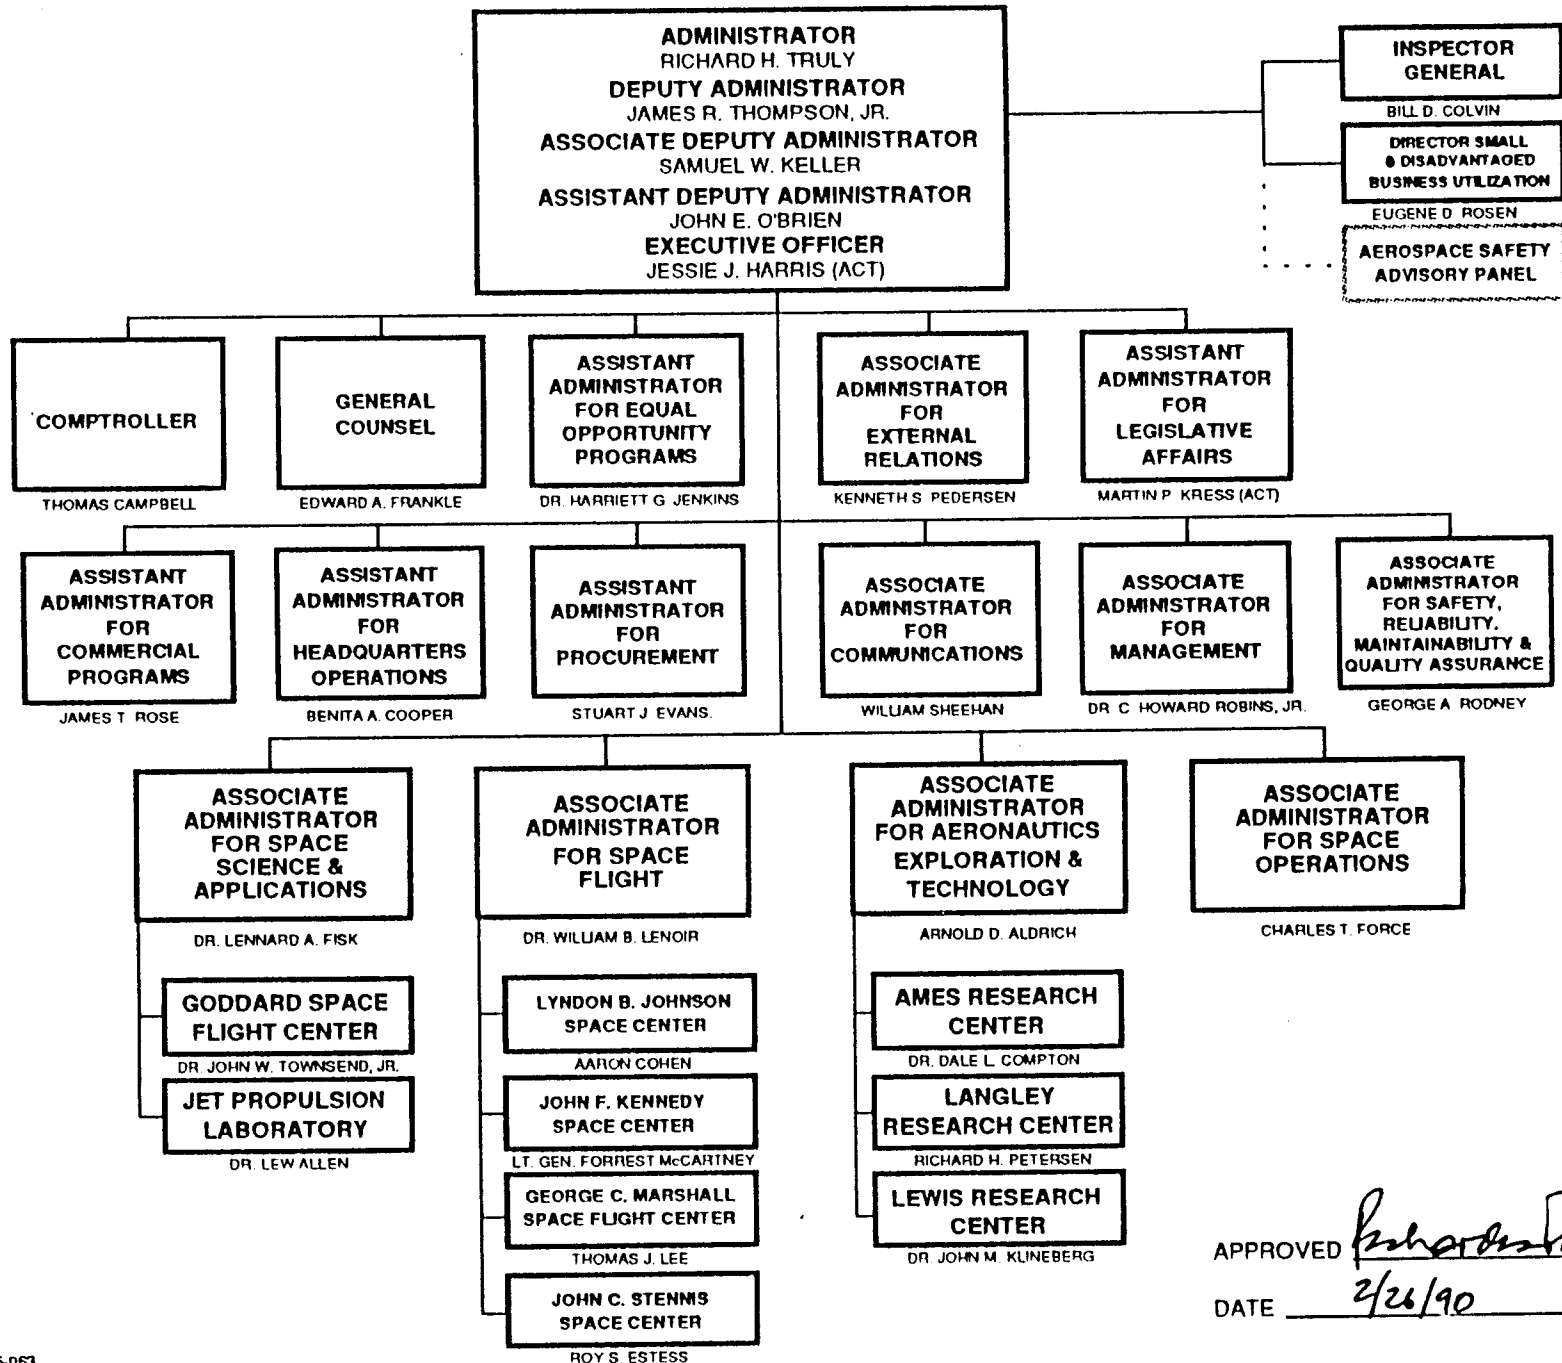 ADMINISTRATOR
RICHARD H. TRULY
DEPUTY ADMINISTRATOR
JAMES R. THOMPSON, JR.
ASSOCIATE DEPUTY ADMINISTRATOR
SAMUEL W. KELLER
ASSISTANT DEPUTY ADMINISTRATOR
JOHN E. O'BRIEN
EXECUTIVE OFFICER
JESSIE J. HARRIS (ACT)
INSPECTOR
GENERAL
BILL D. COLVIN
DIRECTOR SMALL
& DISADVANTAGED
BUSINESS UTILIZATION
EUGENE D. ROSEN
AEROSPACE SAFETY
ADVISORY PANEL
COMPTROLLER
THOMAS CAMPBELL
GENERAL
COUNSEL
EDWARD A. FRANKLE
ASSISTANT
ADMINISTRATOR
FOR EQUAL
OPPORTUNITY
PROGRAMS
DR. HARRIETT G. JENKINS
ASSOCIATE
ADMINISTRATOR
FOR
EXTERNAL
RELATIONS
KENNETH S. PEDERSEN
ASSISTANT
ADMINISTRATOR
FOR
LEGISLATIVE
AFFAIRS
MARTIN P. KRESS (ACT)
ASSISTANT
ADMINISTRATOR
FOR
COMMERCIAL
PROGRAMS
JAMES T. ROSE
ASSISTANT
ADMINISTRATOR
FOR
HEADQUARTERS
OPERATIONS
BENITA A. COOPER
ASSISTANT
ADMINISTRATOR
FOR
PROCUREMENT
STUART J. EVANS.
ASSOCIATE
ADMINISTRATOR
FOR
COMMUNICATIONS
WILLIAM SHEEHAN
ASSOCIATE
ADMINISTRATOR
FOR
MANAGEMENT
DR. C. HOWARD ROBINS, JR.
ASSOCIATE
ADMINISTRATOR
FOR SAFETY,
RELIABILITY,
MAINTAINABILITY &
QUALITY ASSURANCE
GEORGE A. RODNEY
ASSOCIATE
ADMINISTRATOR
FOR SPACE
SCIENCE &
APPLICATIONS
DR. LENNARD A. FISK
GODDARD SPACE
FLIGHT CENTER
DR. JOHN W. TOWNSEND, JR.
JET PROPULSION
LABORATORY
DR. LEW ALLEN
ASSOCIATE
ADMINISTRATOR
FOR SPACE
FLIGHT
DR. WILLIAM B. LENOIR
LYNDON B. JOHNSON
SPACE CENTER
AARON COHEN
JOHN F. KENNEDY
SPACE CENTER
LT. GEN. FORREST McCARTNEY
GEORGE C. MARSHALL
SPACE FLIGHT CENTER
THOMAS J. LEE
JOHN C. STENNIS
SPACE CENTER
ROY S. ESTESS
ASSOCIATE
ADMINISTRATOR
FOR AERONAUTICS
EXPLORATION &
TECHNOLOGY
ARNOLD D. ALDRICH
AMES RESEARCH
CENTER
DR. DALE L. COMPTON
LANGLEY
RESEARCH CENTER
RICHARD H. PETERSEN
LEWIS RESEARCH
CENTER
DR. JOHN M. KLINEBERG
ASSOCIATE
ADMINISTRATOR
FOR SPACE
OPERATIONS
CHARLES T. FORCE
APPROVED
DATE 2/26/90